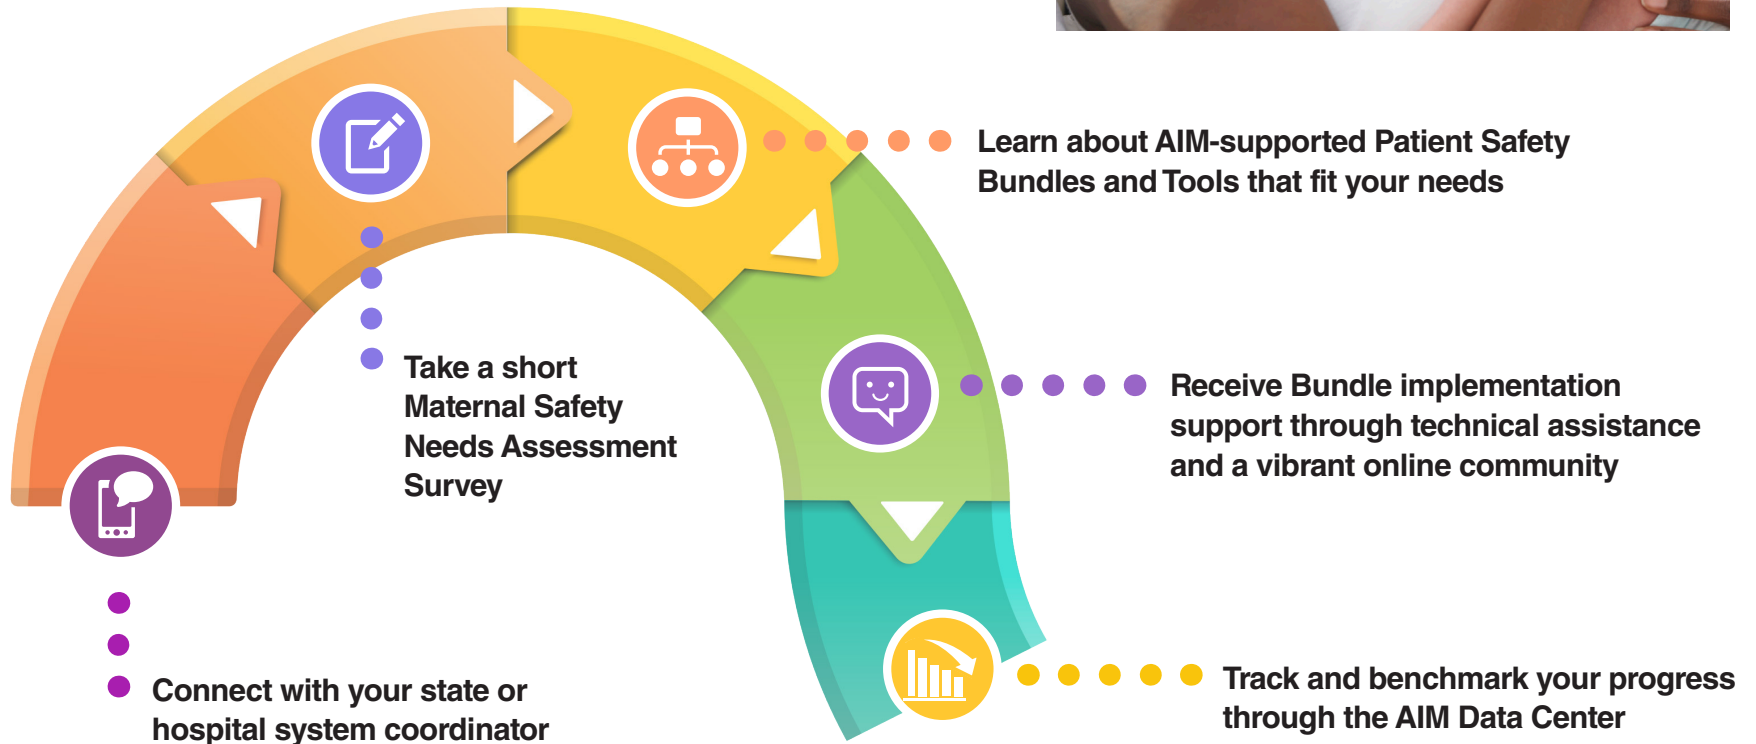 Learn about AIM-supported Patient Safety
Bundles and Tools that fit your needs
Take a short
Maternal Safety
Needs Assessment
Survey
Receive Bundle implementation
support through technical assistance
and a vibrant online community
Connect with your state or
hospital system coordinator
Track and benchmark your progress
through the AIM Data Center